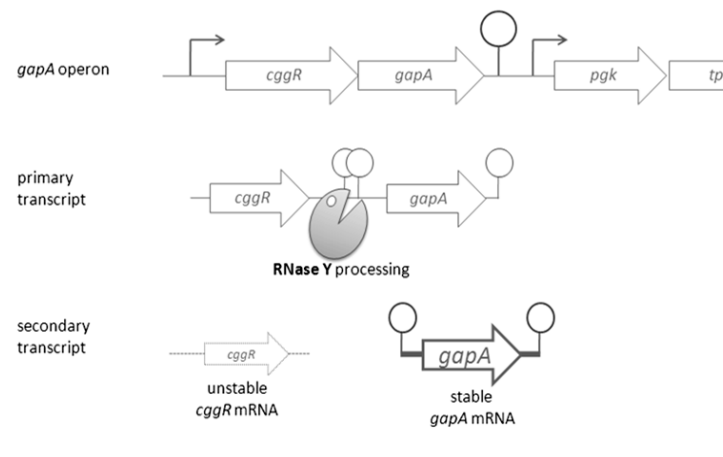 gapA operon
cggR
gapA
pgk
tp
primary
transcript
cggR
gapA
RNase Y processing
secondary
transcript
cggR
gapA
unstable
cggR mRNA
stable
gapA mRNA